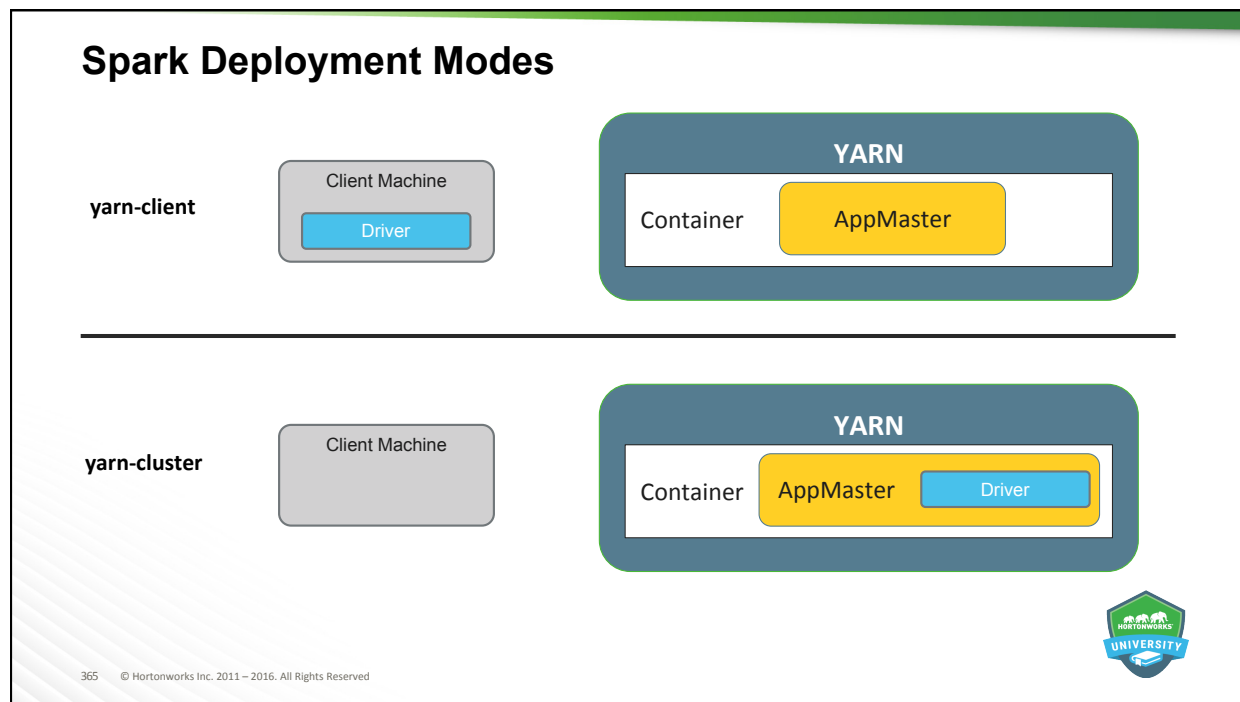 Spark Deployment Modes
yarn-client
Client Machine
Driver
YARN
Container
AppMaster
yarn-cluster
Client Machine
YARN
Container
AppMaster
Driver
HORTONWORKS
UNIVERSITY
365 © Hortonworks Inc. 2011 – 2016. All Rights Reserved